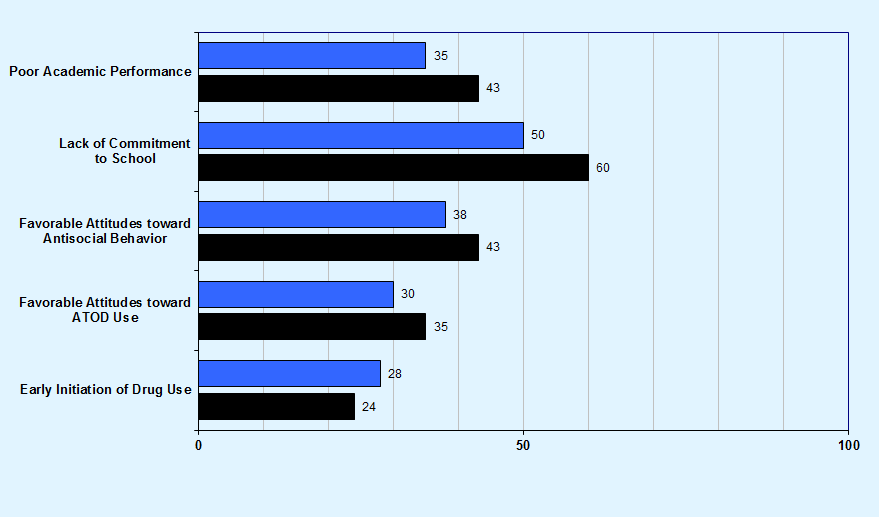 Poor Academic Performance
35
43
Lack of Commitment
to School
50
60
Favorable Attitudes toward
Antisocial Behavior
38
43
Favorable Attitudes toward
ATOD Use
30
35
Early Initiation of Drug Use
28
24
0 50 100